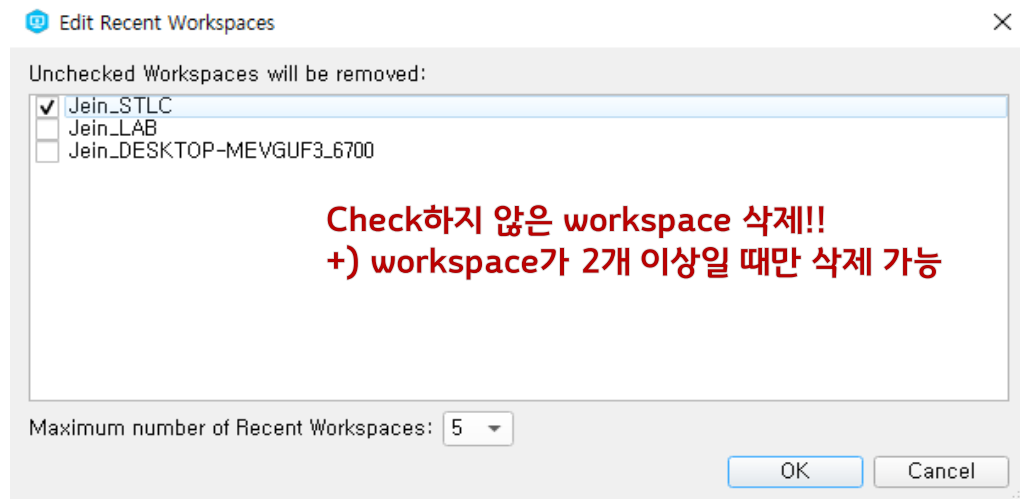 Edit Recent Workspaces
Unchecked Workspaces will be removed:
Jein_STLC
Jein_LAB
Jein_DESKTOP-MEVGUF3_6700
Check하지 않은 workspace 삭제!!
+) workspace가 2개 이상일 때만 삭제 가능
Maximum number of Recent Workspaces: 5
OK Cancel